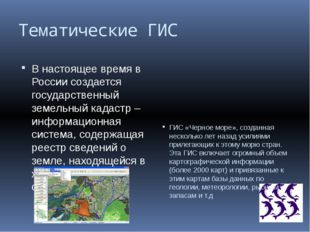 Тематические ГИС
В настоящее время в
России создается
государственный
земельный кадастр –
информационная
система, содержащая
реестр сведений о
земле, находящейся в
ГИС «Черное море», созданная
несколько лет назад усилиями
прилегающих к этому морю стран.
Эта ГИС включает огромный объем
картографической информации
(более 2000 карт) и привязанные к
этим картам базы данных по
геологии, метеорологии,
запасам и т.д